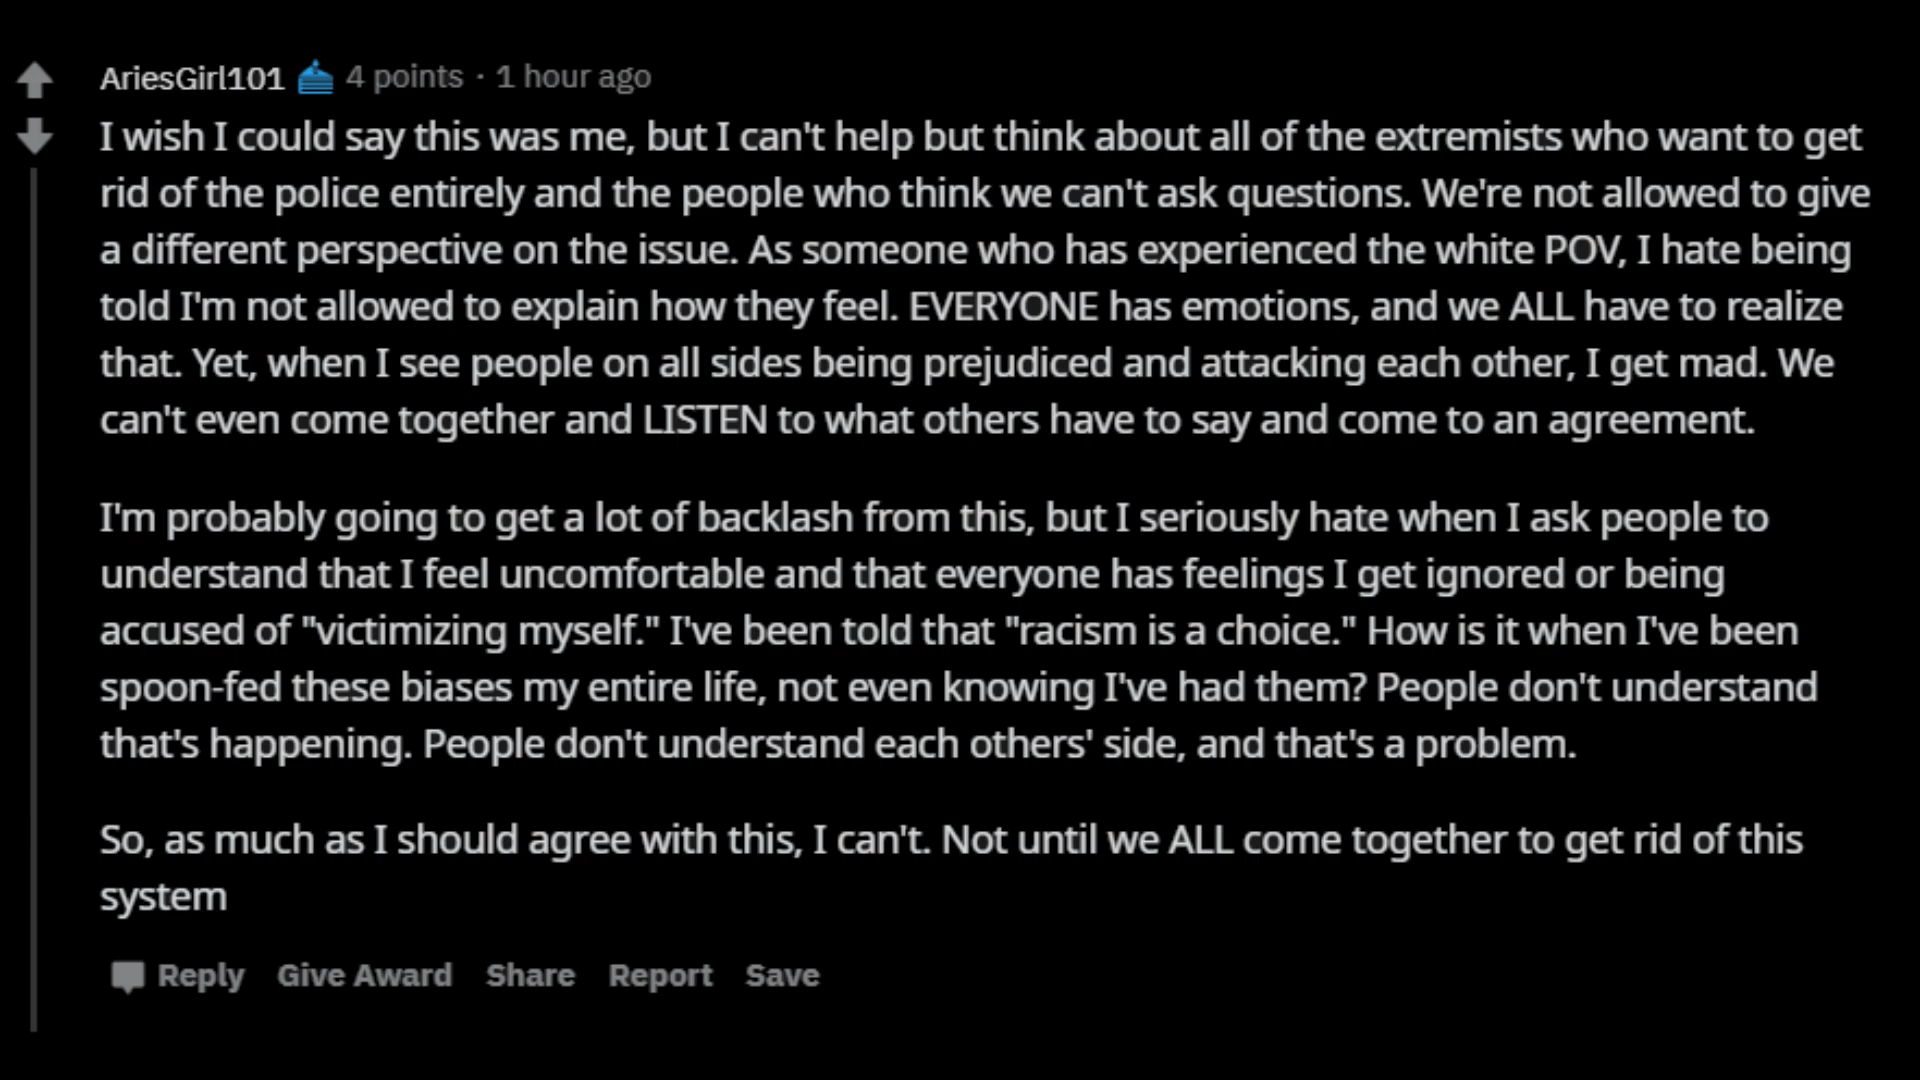 AriesGirl101 4 points · 1 hour ago
I wish I could say this was me, but I can't help but think about all of the extremists who want to get
rid of the police entirely and the people who think we can't ask questions. We're not allowed to give
a different perspective on the issue. As someone who has experienced the white POV, I hate being
told I'm not allowed to explain how they feel. EVERYONE has emotions, and we ALL have to realize
that. Yet, when I see people on all sides being prejudiced and attacking each other, I get mad. We
can't even come together and LISTEN to what others have to say and come to an agreement.
I'm probably going to get a lot of backlash from this, but I seriously hate when I ask people to
understand that I feel uncomfortable and that everyone has feelings I get ignored or being
accused of "victimizing myself." I've been told that "racism is a choice." How is it when I've been
spoon-fed these biases my entire life, not even knowing I've had them? People don't understand
that's happening. People don't understand each others' side, and that's a problem.
So, as much as I should agree with this, I can't. Not until we ALL come together to get rid of this
system
Reply Give Award Share Report Save